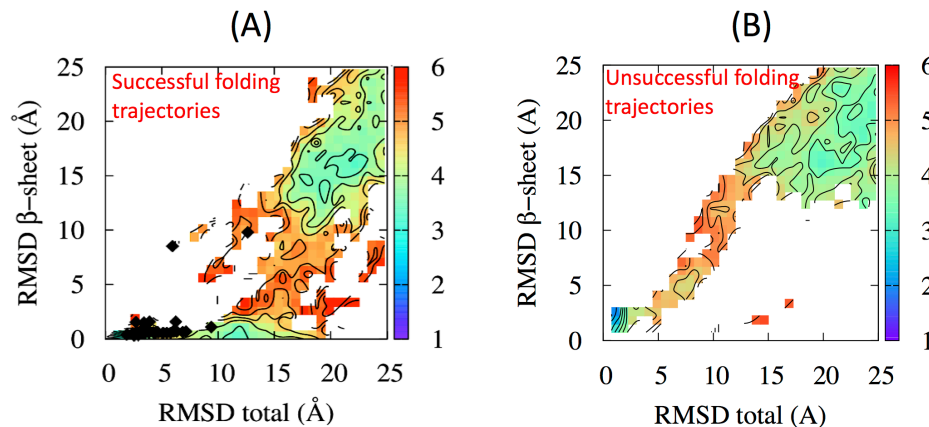 (A)
(B)
Successful folding
trajectories
Unsuccessful folding
trajectories
RMSD β-sheet (Å)
25
20
15
10
5
0
0 5 10 15 20 25
RMSD total (Å)
6
5
4
3
2
1
RMSD β-sheet (A)
25
20
15
10
5
0
0 5 10 15 20 25
RMSD total (A)
6
5
4
3
2
1